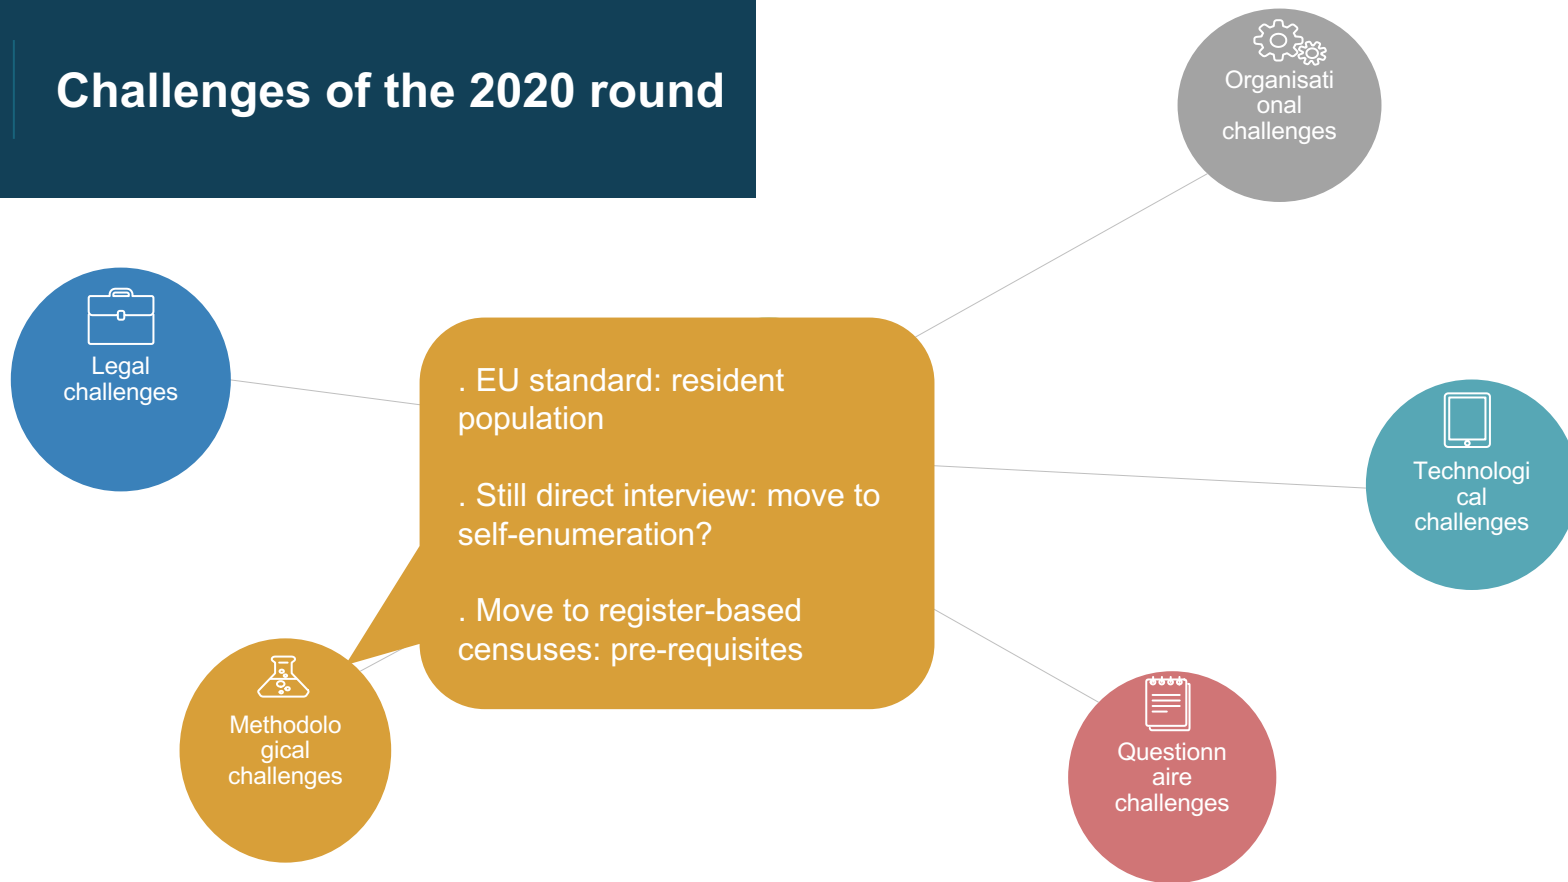 Challenges of the 2020 round
Organisati
onal
challenges
Legal
challenges
. EU standard: resident
population
. Still direct interview: move to
self-enumeration?
. Move to register-based
censuses: pre-requisites
Technologi
cal
challenges
Methodolo
gical
challenges
Questionn
aire
challenges